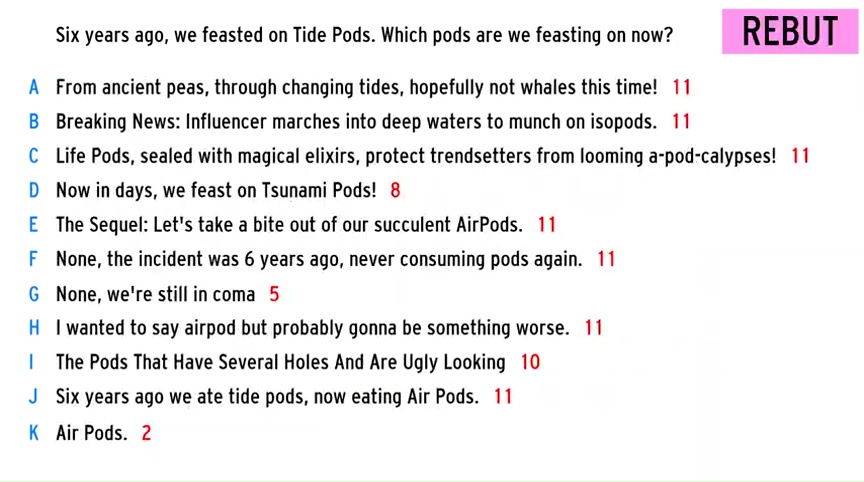 Six years ago, we feasted on Tide Pods. Which pods are we feasting on now?
REBUT
A From ancient peas, through changing tides, hopefully not whales this time! 11
B Breaking News: Influencer marches into deep waters to munch on isopods. 11
C Life Pods, sealed with magical elixirs, protect trendsetters from looming a-pod-calypses! 11
D Now in days, we feast on Tsunami Pods! 8
E The Sequel: Let's take a bite out of our succulent AirPods. 11
F None, the incident was 6 years ago, never consuming pods again. 11
G None, we're still in coma 5
H I wanted to say airpod but probably gonna be something worse. 11
I The Pods That Have Several Holes And Are Ugly Looking 10
J Six years ago we ate tide pods, now eating Air Pods. 11
K Air Pods. 2